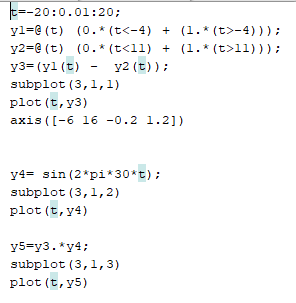 t=-20:0.01:20;
y1=@(t) (0.*(t<-4) + (1.*(t>-4)));
y2=@(t) (0.*(t<11) + (1.*(t>11)));
y3=(y1(t) - y2(t));
subplot(3,1,1)
plot(t,y3)
axis([-6 16 -0.2 1.2])
y4= sin(2*pi*30*t);
subplot(3,1,2)
plot(t,y4)
y5=y3.*y4;
subplot(3,1,3)
plot(t,y5)